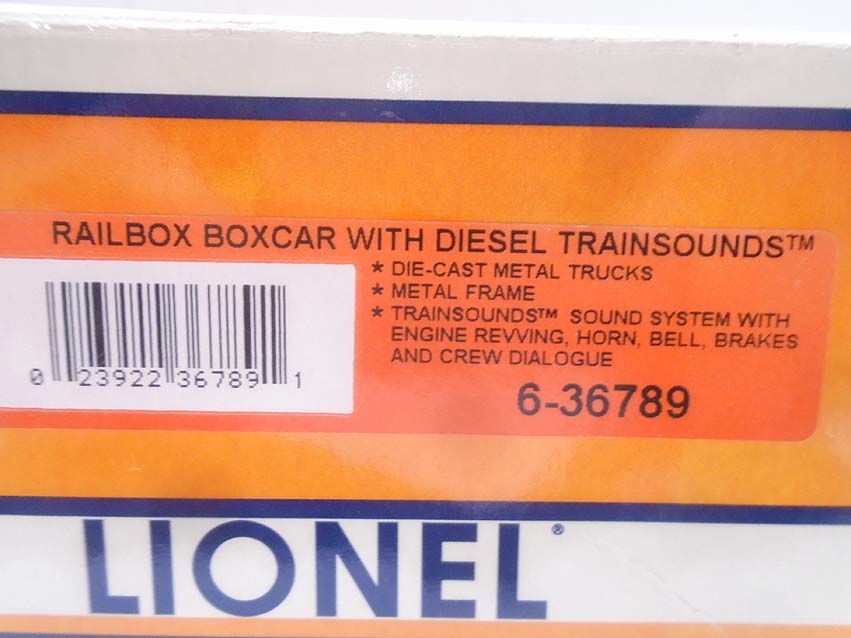 RAILBOX BOXCAR WITH DIESEL TRAINSOUNDS™
* DIE-CAST METAL TRUCKS
* METAL FRAME
* TRAINSOUNDS™ SOUND SYSTEM WITH
ENGINE REVVING, HORN, BELL, BRAKES
AND CREW DIALOGUE
0 23922 36789 1
6-36789
LIONEL®